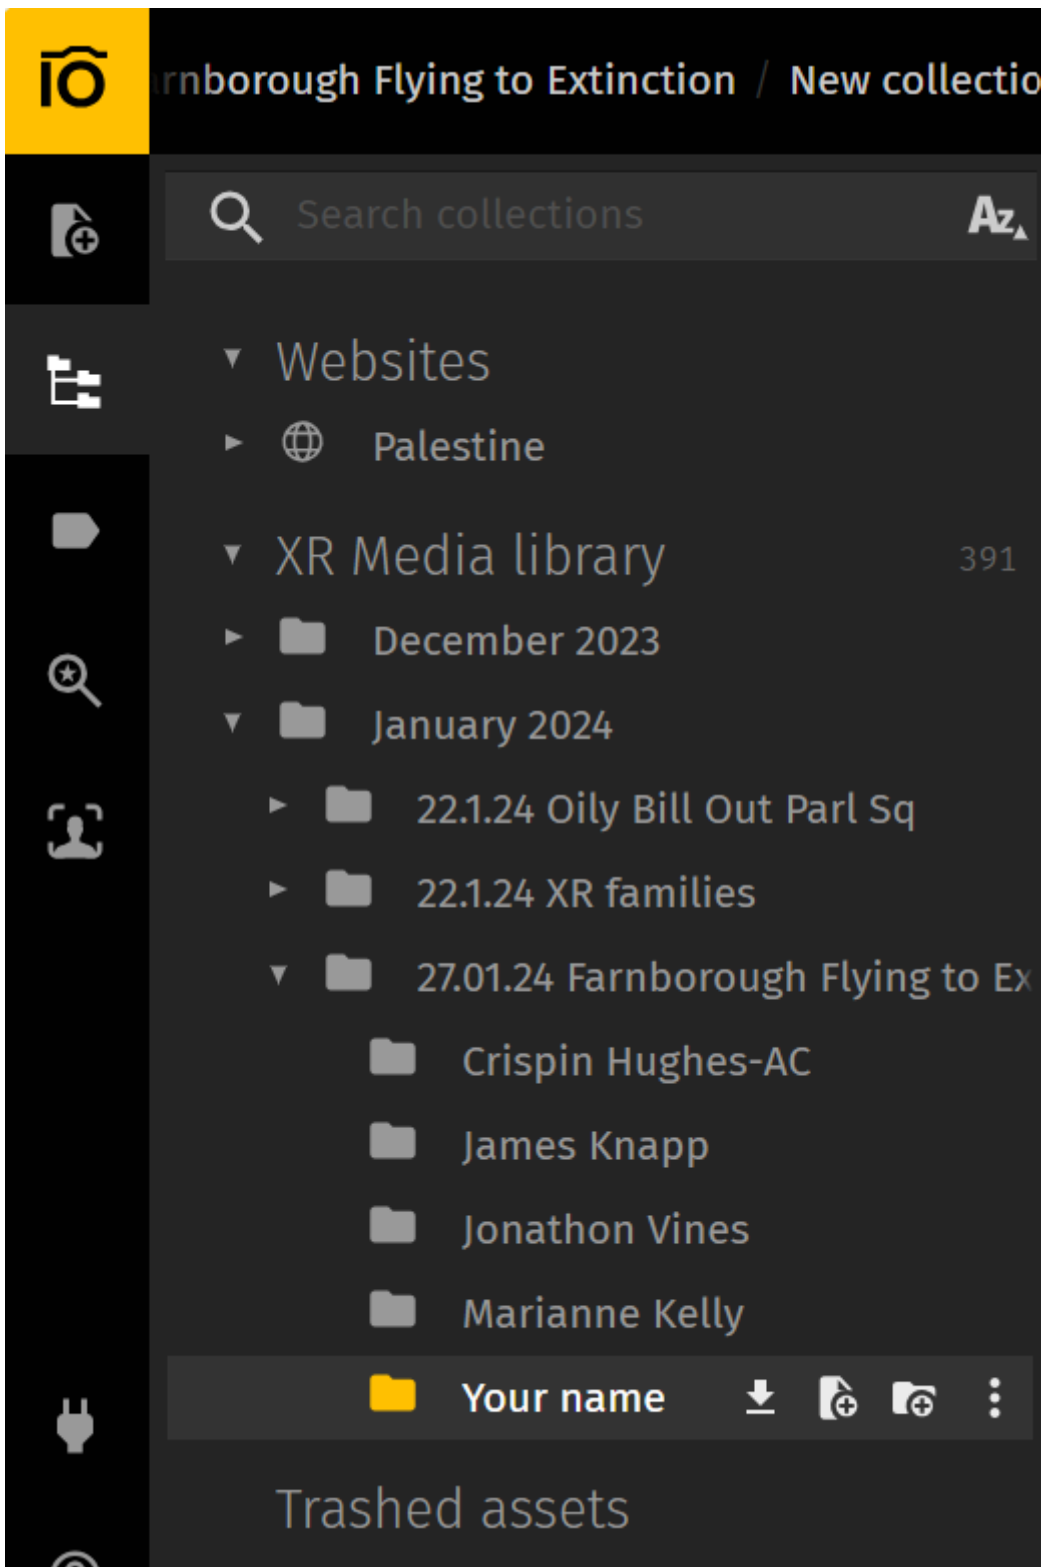 rnborough Flying to Extinction / New collectio
Search collections
Az
Websites
Palestine
XR Media library 391
December 2023
January 2024
22.1.24 Oily Bill Out Parl Sq
22.1.24 XR families
27.01.24 Farnborough Flying to Ex
Crispin Hughes-AC
James Knapp
Jonathon Vines
Marianne Kelly
Your name
Trashed assets